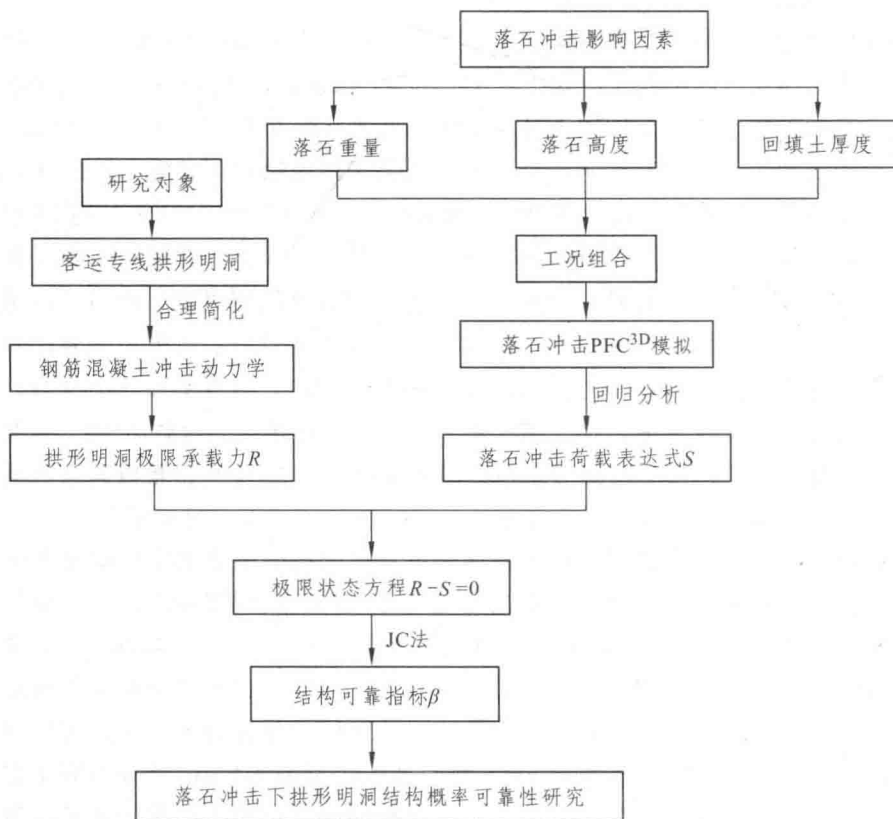 落石冲击影响因素
落石重量
落石高度
回填土厚度
研究对象
客运专线拱形明洞
工况组合
合理简化
落石冲击PFC³ᴰ模拟
钢筋混凝土冲击动力学
回归分析
拱形明洞极限承载力R
落石冲击荷载表达式S
极限状态方程R-S=0
JC法
结构可靠指标β
落石冲击下拱形明洞结构概率可靠性研究